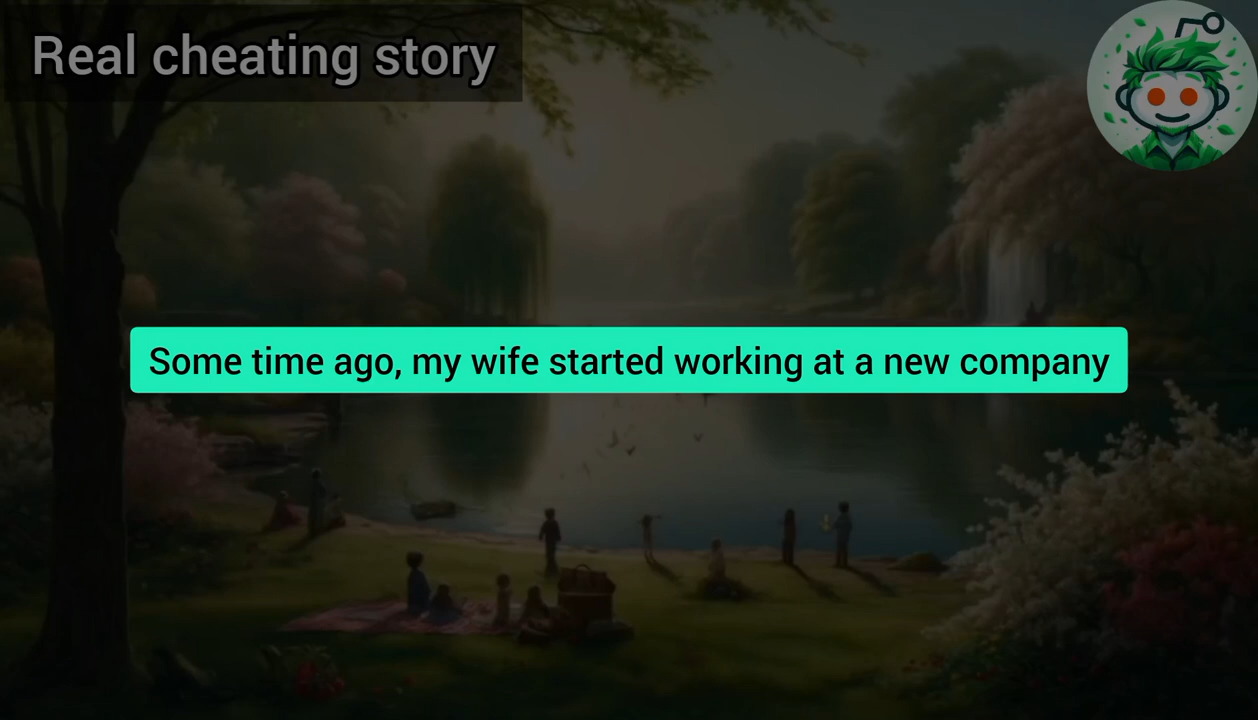 Real cheating story
Some time ago, my wife started working at a new company